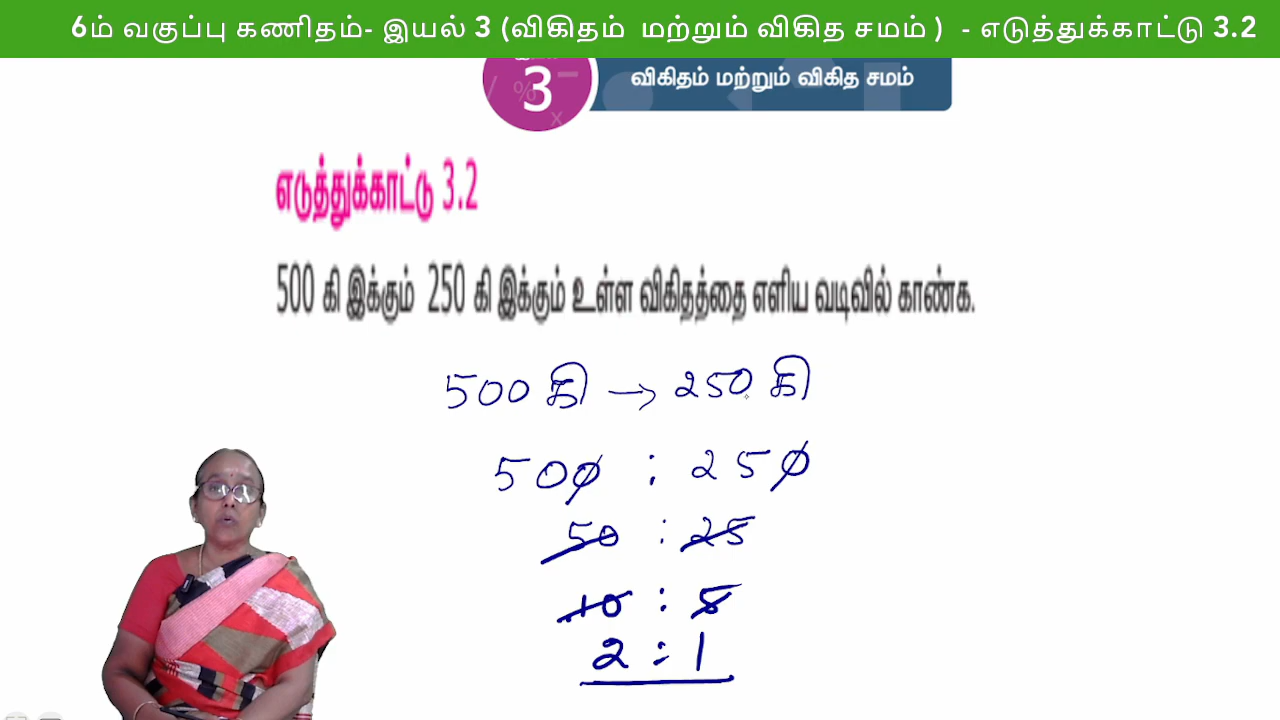 6ம் வகுப்பு கணிதம்- இயல் 3 (விகிதம் மற்றும் விகித சமம் ) - எடுத்துக்காட்டு 3.2
3 விகிதம் மற்றும் விகித சமம்
எடுத்துக்காட்டு 3.2
500 கி இக்கும் 250 கி இக்கும் உள்ள விகிதத்தை எளிய வடிவில் காண்க.
500 கி → 250 கி
500 : 250
50 : 25
10 : 5
2 : 1